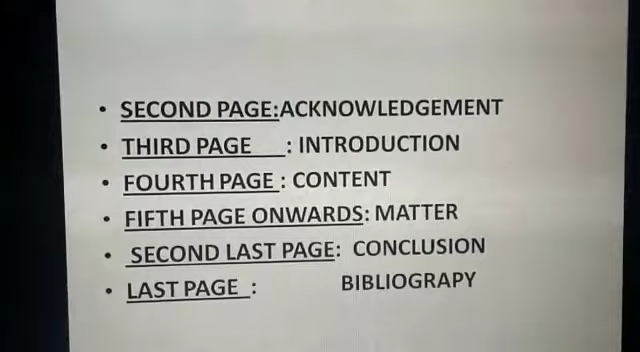 • SECOND PAGE:ACKNOWLEDGEMENT
• THIRD PAGE : INTRODUCTION
• FOURTH PAGE : CONTENT
• FIFTH PAGE ONWARDS: MATTER
• SECOND LAST PAGE: CONCLUSION
• LAST PAGE : BIBLIOGRAPY